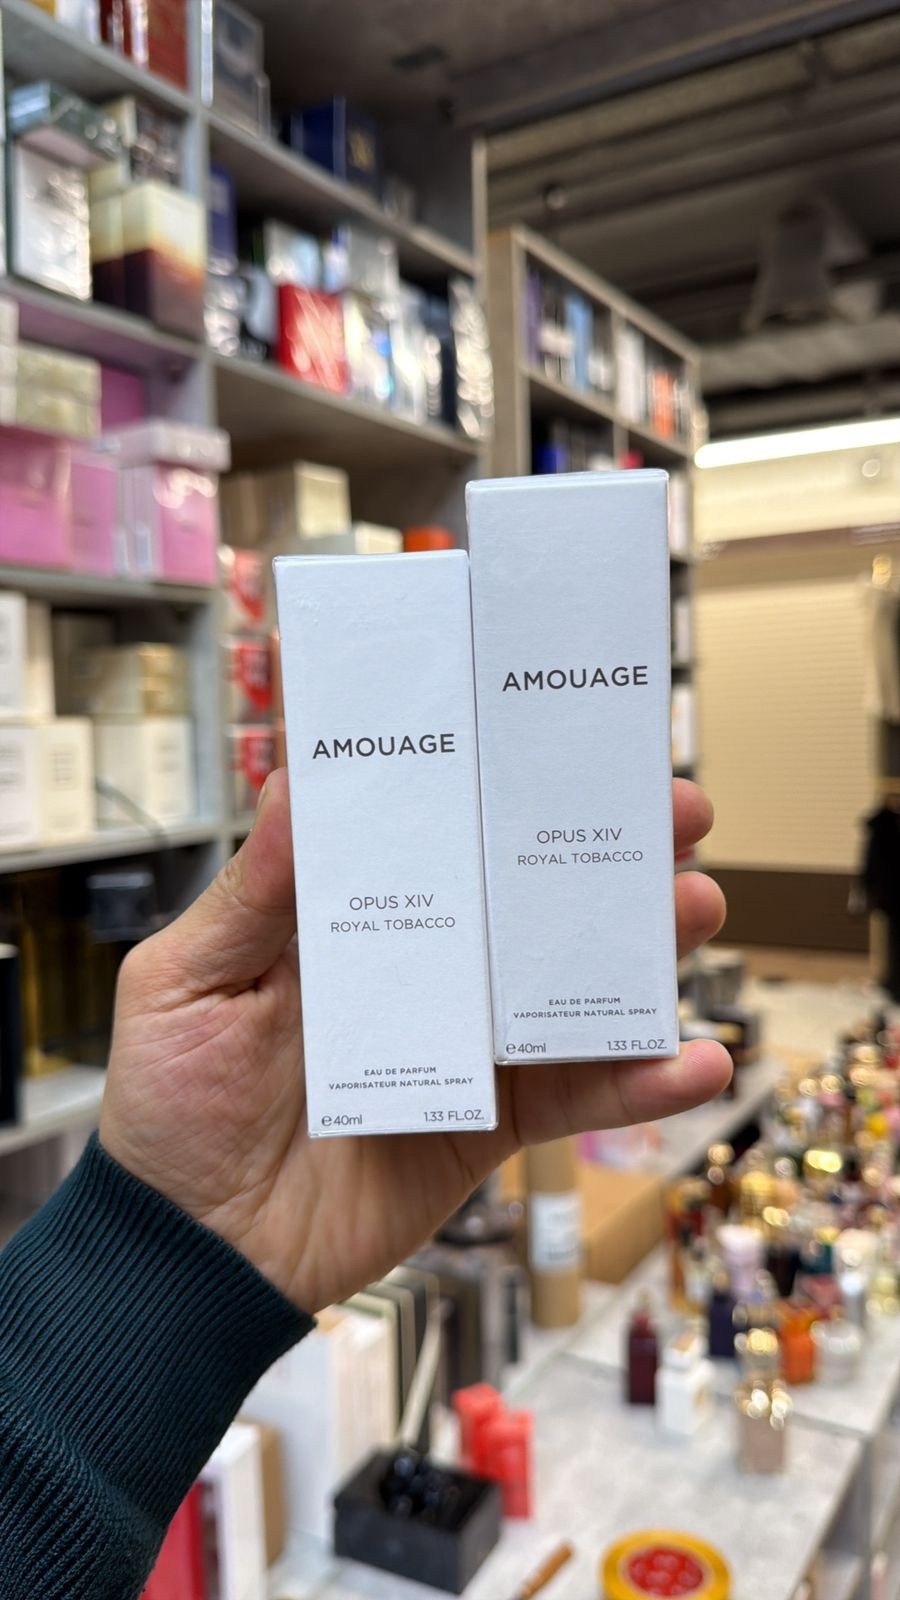 AMOUAGE
OPUS XIV
ROYAL TOBACCO
EAU DE PARFUM
VAPORISATEUR NATURAL SPRAY
℮40ml 1.33 FL.OZ.
AMOUAGE
OPUS XIV
ROYAL TOBACCO
EAU DE PARFUM
VAPORISATEUR NATURAL SPRAY
℮40ml 1.33 FL.OZ.